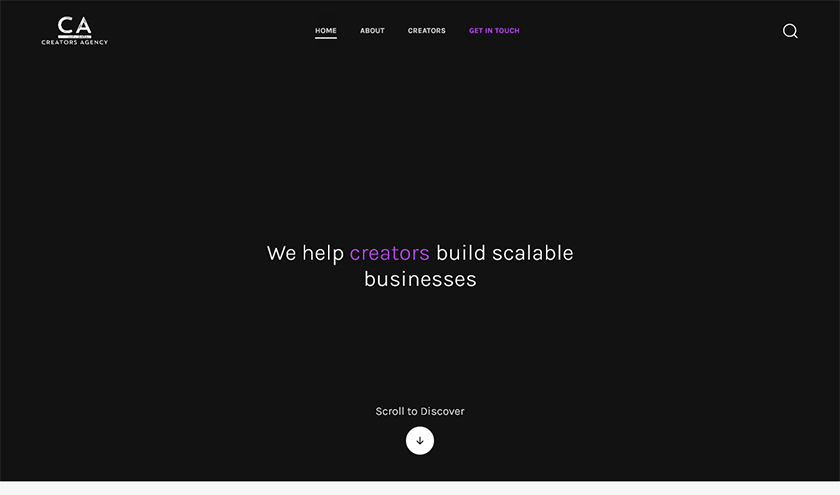 CA
CREATORS AGENCY
HOME ABOUT CREATORS GET IN TOUCH
We help creators build scalable
businesses
Scroll to Discover